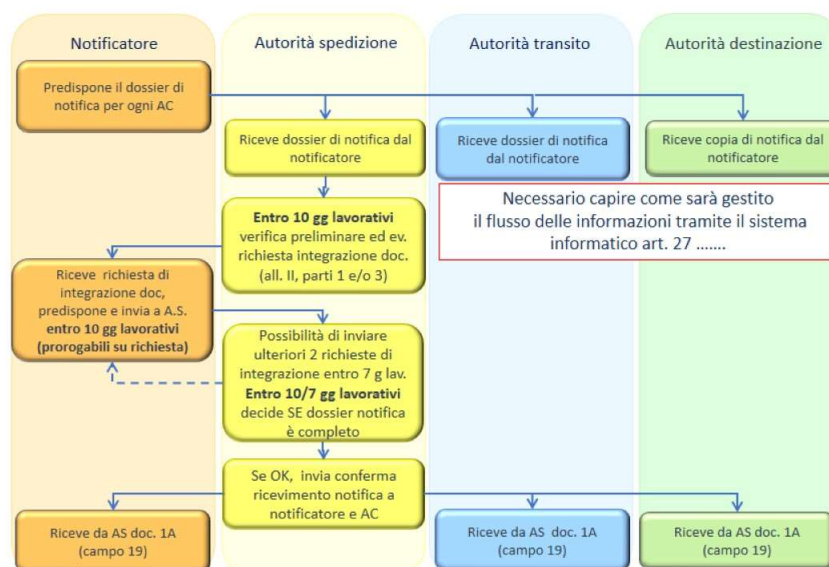 Notificatore
Autorità spedizione
Autorità transito
Autorità destinazione
Predispone il dossier di
notifica per ogni AC
Riceve dossier di notifica dal
notificatore
Riceve dossier di notifica
dal notificatore
Riceve copia di notifica dal
notificatore
Necessario capire come sarà gestito
il flusso delle informazioni tramite il sistema
informatico art. 27 .......
Entro 10 gg lavorativi
verifica preliminare ed ev.
richiesta integrazione doc.
(all. II, parti 1 e/o 3)
Riceve richiesta di
integrazione doc,
predispone e invia a A.S.
entro 10 gg lavorativi
(prorogabili su richiesta)
Possibilità di inviare
ulteriori 2 richieste di
integrazione entro 7 g lav.
Entro 10/7 gg lavorativi
decide SE dossier notifica
è completo
Se OK, invia conferma
ricevimento notifica a
notificatore e AC
Riceve da AS doc. 1A
(campo 19)
Riceve da AS doc. 1A
(campo 19)
Riceve da AS doc. 1A
(campo 19)